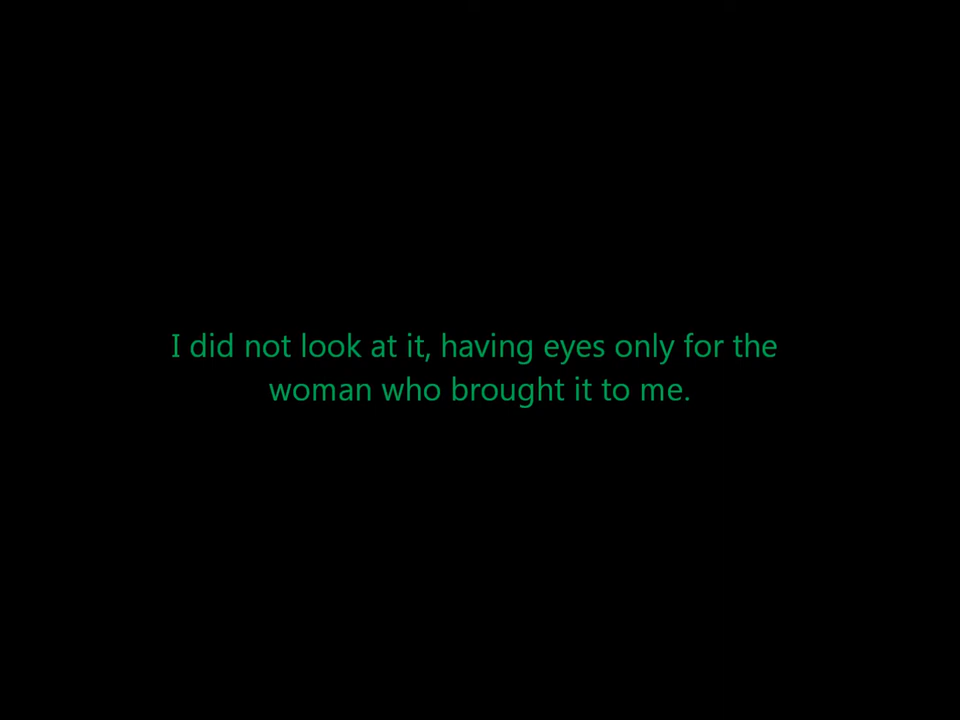 I did not look at it, having eyes only for the
woman who brought it to me.